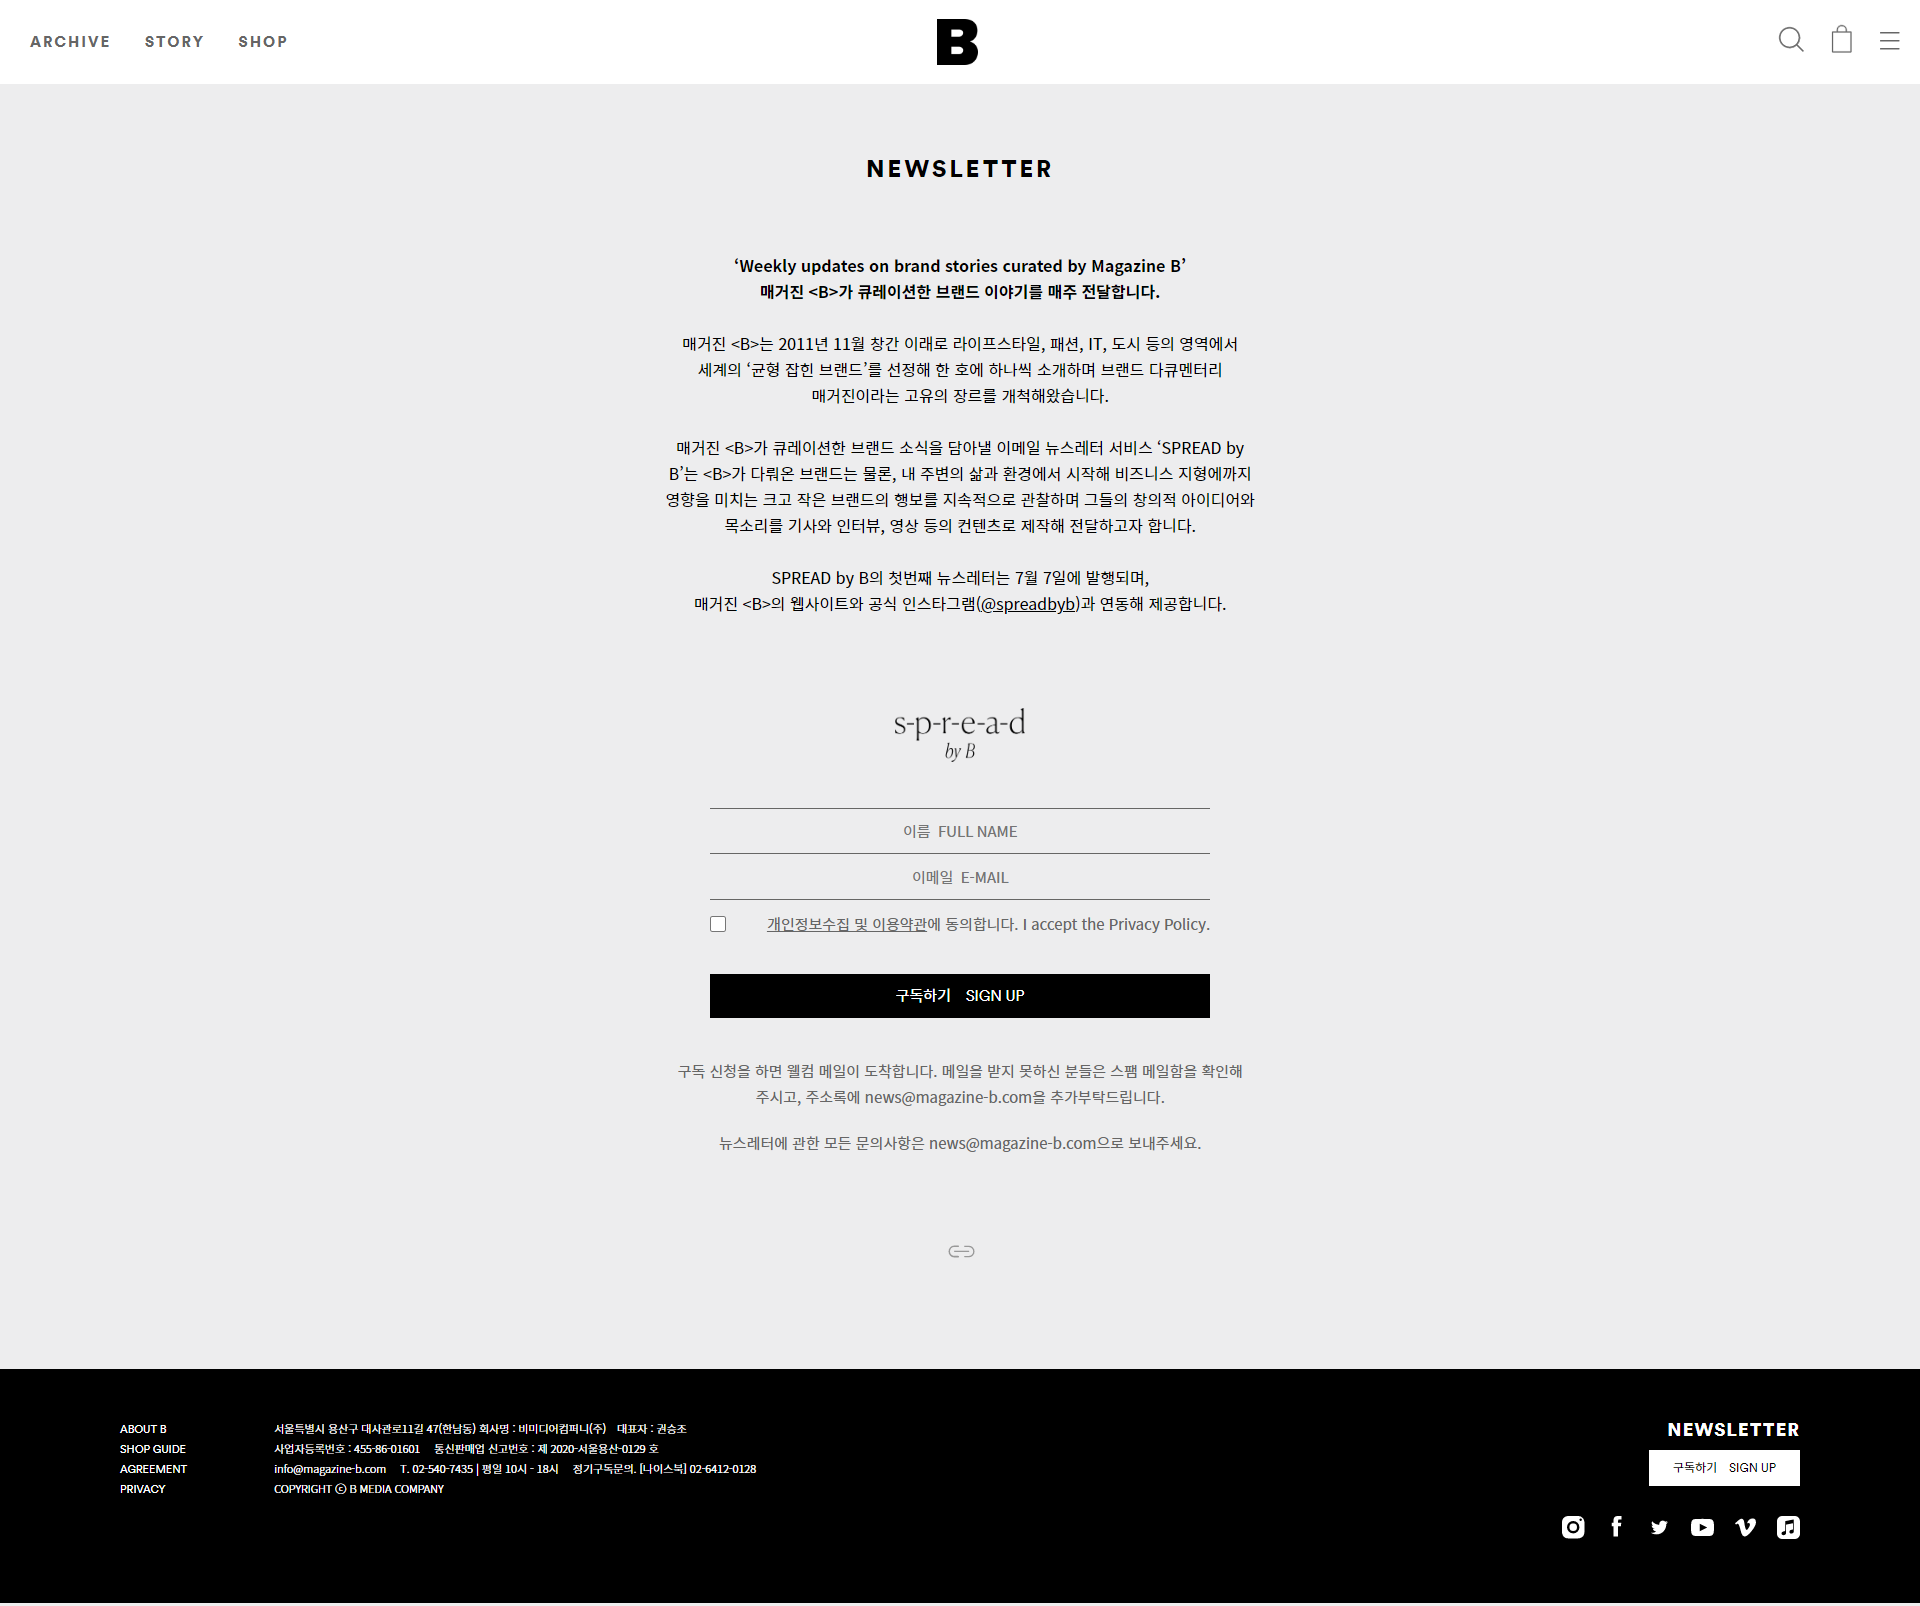 ARCHIVE STORY SHOP
B
NEWSLETTER
‘Weekly updates on brand stories curated by Magazine B’
매거진 <B>가 큐레이션한 브랜드 이야기를 매주 전달합니다.
매거진 <B>는 2011년 11월 창간 이래로 라이프스타일, 패션, IT, 도시 등의 영역에서
세계의 ‘균형 잡힌 브랜드’를 선정해 한 호에 하나씩 소개하며 브랜드 다큐멘터리
매거진이라는 고유의 장르를 개척해왔습니다.
매거진 <B>가 큐레이션한 브랜드 소식을 담아낼 이메일 뉴스레터 서비스 ‘SPREAD by
B’는 <B>가 다뤄온 브랜드는 물론, 내 주변의 삶과 환경에서 시작해 비즈니스 지형에까지
영향을 미치는 크고 작은 브랜드의 행보를 지속적으로 관찰하며 그들의 창의적 아이디어와
목소리를 기사와 인터뷰, 영상 등의 컨텐츠로 제작해 전달하고자 합니다.
SPREAD by B의 첫번째 뉴스레터는 7월 7일에 발행되며,
매거진 <B>의 웹사이트와 공식 인스타그램(@spreadbyb)과 연동해 제공합니다.
s-p-r-e-a-d
by B
이름 FULL NAME
이메일 E-MAIL
개인정보수집 및 이용약관에 동의합니다. I accept the Privacy Policy.
구독하기 SIGN UP
구독 신청을 하면 웰컴 메일이 도착합니다. 메일을 받지 못하신 분들은 스팸 메일함을 확인해
주시고, 주소록에 news@magazine-b.com을 추가부탁드립니다.
뉴스레터에 관한 모든 문의사항은 news@magazine-b.com으로 보내주세요.
ABOUT B
SHOP GUIDE
AGREEMENT
PRIVACY
서울특별시 용산구 대사관로11길 47(한남동) 회사명 : 비미디어컴퍼니(주) 대표자 : 권승조
사업자등록번호 : 455-86-01601 통신판매업 신고번호 : 제 2020-서울용산-0129 호
info@magazine-b.com T. 02-540-7435 | 평일 10시 - 18시 정기구독문의. [나이스북] 02-6412-0128
COPYRIGHT ⓒ B MEDIA COMPANY
NEWSLETTER
구독하기 SIGN UP